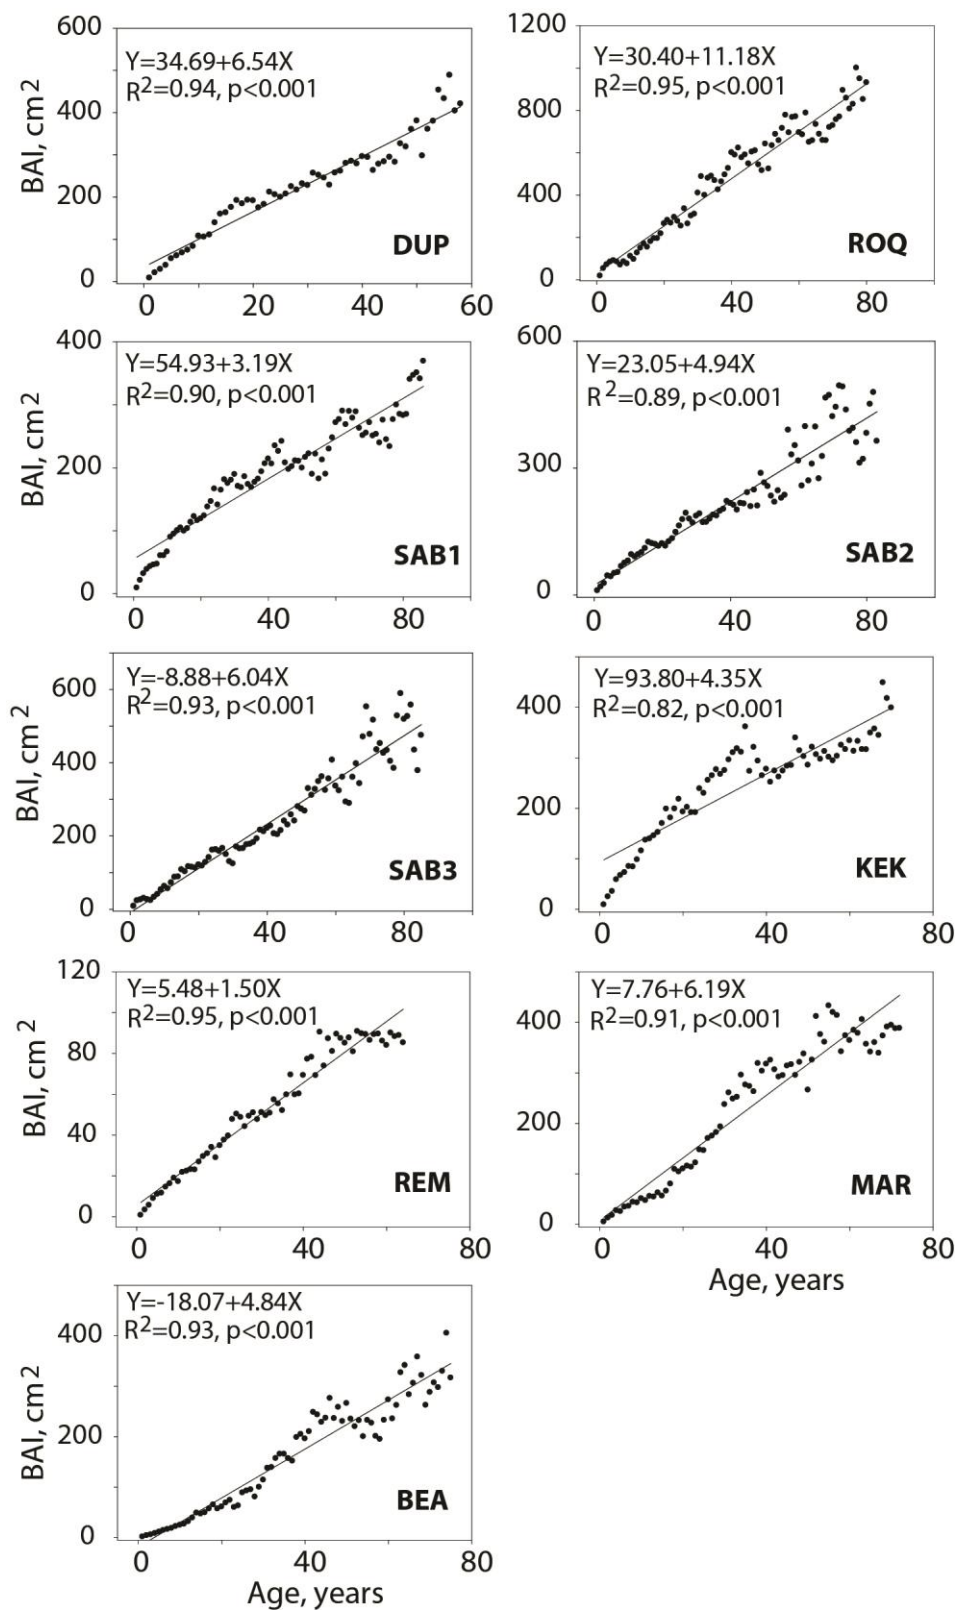 600
400
200
0
BAI, cm²
Y=34.69+6.54X
R²=0.94, p<0.001
DUP
0 20 40 60
1200
800
400
0
Y=30.40+11.18X
R²=0.95, p<0.001
ROQ
0 40 80
400
200
0
BAI, cm²
Y=54.93+3.19X
R²=0.90, p<0.001
SAB1
0 40 80
600
300
0
Y=23.05+4.94X
R²=0.89, p<0.001
SAB2
0 40 80
600
400
200
0
BAI, cm²
Y=-8.88+6.04X
R²=0.93, p<0.001
SAB3
0 40 80
400
200
0
Y=93.80+4.35X
R²=0.82, p<0.001
KEK
0 40 80
120
80
40
0
BAI, cm²
Y=5.48+1.50X
R²=0.95, p<0.001
REM
0 40 80
400
200
0
Y=7.76+6.19X
R²=0.91, p<0.001
MAR
0 40 80
Age, years
400
200
0
BAI, cm²
Y=-18.07+4.84X
R²=0.93, p<0.001
BEA
0 40 80
Age, years